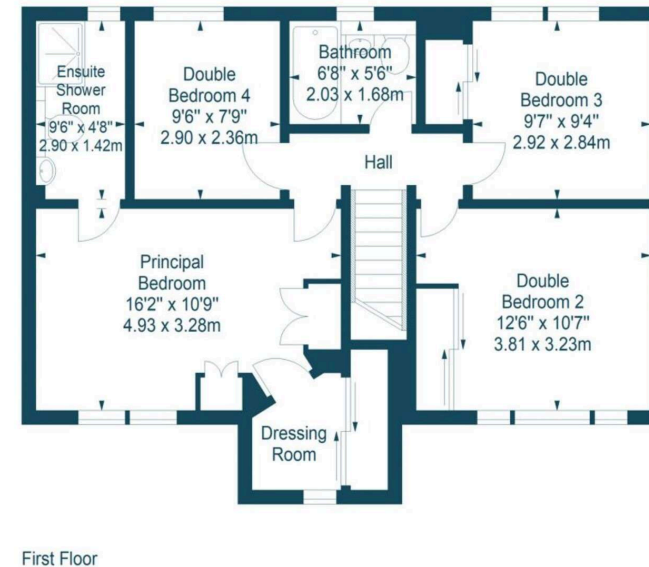 Ensuite
Shower
Room
9'6" x 4'8"
2.90 x 1.42m
Double
Bedroom 4
9'6" x 7'9"
2.90 x 2.36m
Bathroom
6'8" x 5'6"
2.03 x 1.68m
Double
Bedroom 3
9'7" x 9'4"
2.92 x 2.84m
Hall
Principal
Bedroom
16'2" x 10'9"
4.93 x 3.28m
Double
Bedroom 2
12'6" x 10'7"
3.81 x 3.23m
Dressing
Room
First Floor